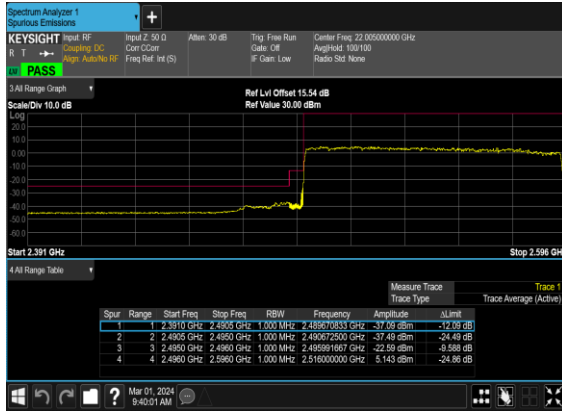 Spectrum Analyzer 1
Spurious Emissions
+
KEYSIGHT
R T
Input: RF
Coupling: DC
Align: Auto/No RF
Input Z: 50 Ω
Corr CCorr
Freq Ref: Int (S)
Atten: 30 dB
Trig: Free Run
Gate: Off
IF Gain: Low
Center Freq: 22.005000000 GHz
Avg|Hold: 100/100
Radio Std: None
PASS
3 All Range Graph
Scale/Div 10.0 dB
Ref Lvl Offset 15.54 dB
Ref Value 30.00 dBm
Log
20.0
10.0
0.00
-10.0
-20.0
-30.0
-40.0
-50.0
-60.0
Start 2.391 GHz
Stop 2.596 GH
4 All Range Table
Measure Trace Trace 1
Trace Type Trace Average (Active)
Spur Range Start Freq Stop Freq RBW Frequency Amplitude ΔLimit
1 1 2.3910 GHz 2.4905 GHz 1.000 MHz 2.489670833 GHz -37.09 dBm -12.09 dB
2 2 2.4905 GHz 2.4950 GHz 1.000 MHz 2.490672500 GHz -37.49 dBm -24.49 dB
3 3 2.4950 GHz 2.4960 GHz 1.000 MHz 2.495991667 GHz -22.59 dBm -9.588 dB
4 4 2.4960 GHz 2.5960 GHz 1.000 MHz 2.516000000 GHz 5.143 dBm -24.86 dB
?
Mar 01, 2024
9:40:01 AM